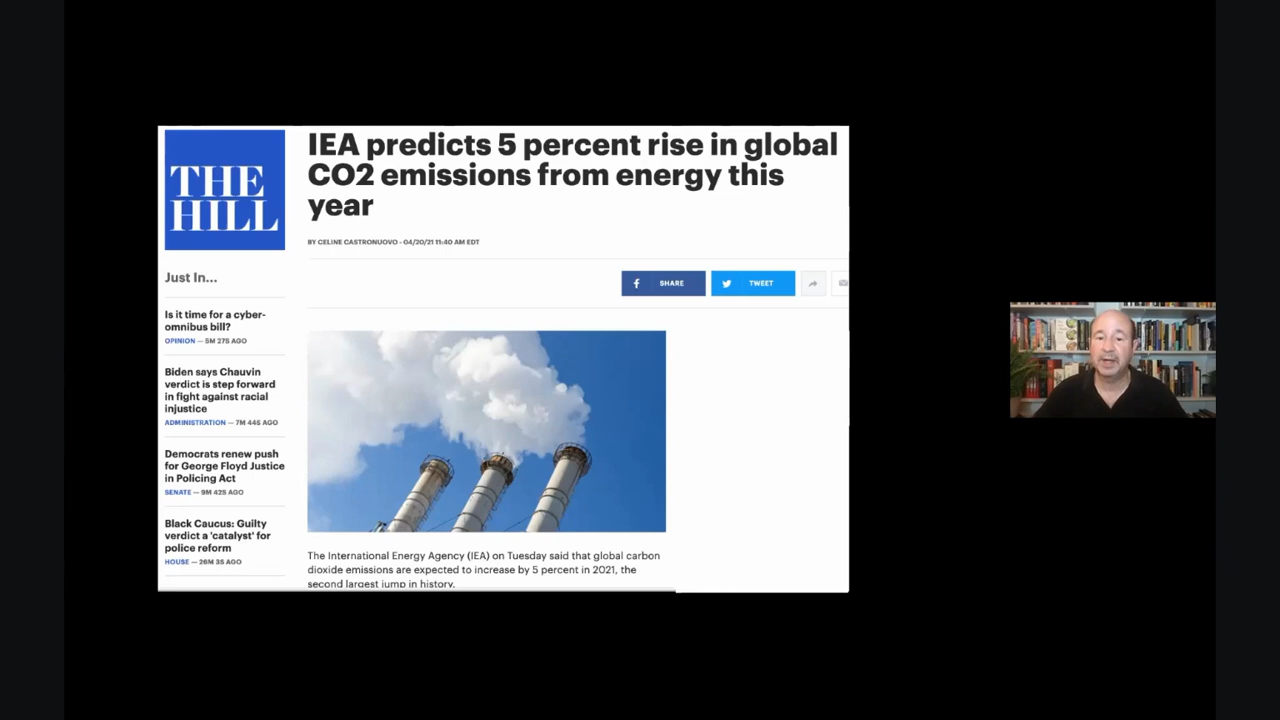 THE
HILL
IEA predicts 5 percent rise in global
CO2 emissions from energy this
year
BY CELINE CASTRONUOVO - 04/20/21 11:40 AM EDT
SHARE
TWEET
Just In...
Is it time for a cyber-
omnibus bill?
OPINION — 5M 27S AGO
Biden says Chauvin
verdict is step forward
in fight against racial
injustice
ADMINISTRATION — 7M 44S AGO
Democrats renew push
for George Floyd Justice
in Policing Act
SENATE — 9M 42S AGO
Black Caucus: Guilty
verdict a 'catalyst' for
police reform
HOUSE — 26M 3S AGO
The International Energy Agency (IEA) on Tuesday said that global carbon
dioxide emissions are expected to increase by 5 percent in 2021, the
second largest jump in history.